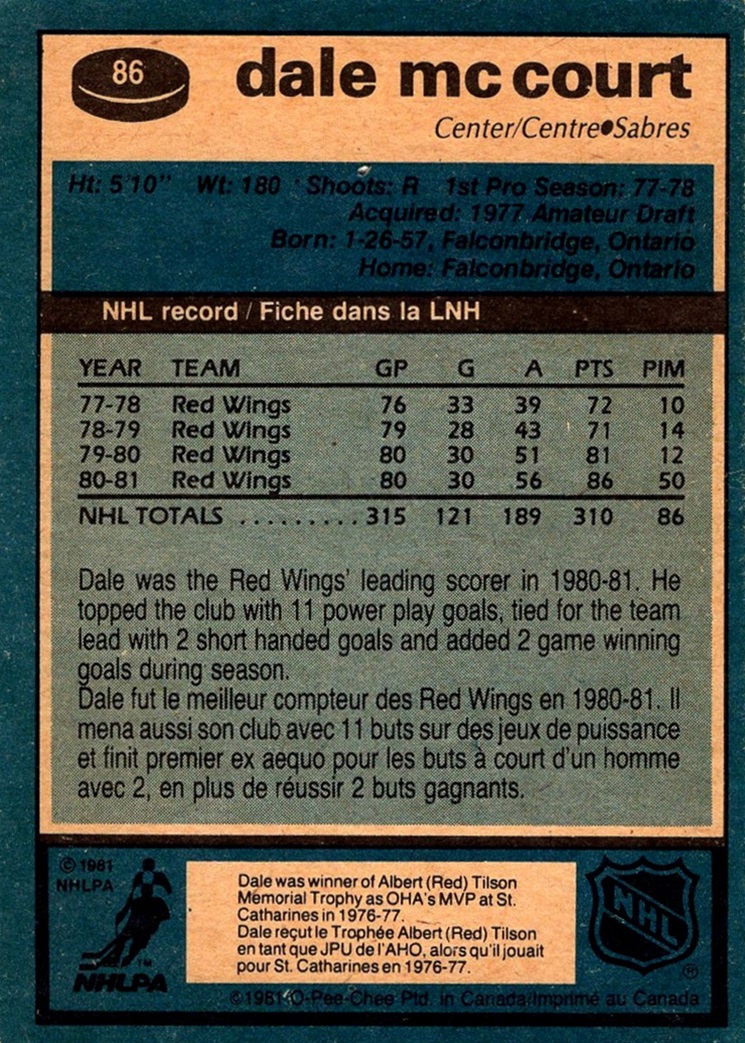 86
dale mc court
Center/Centre●Sabres
Ht: 5'10" Wt: 180 Shoots: R 1st Pro Season: 77-78
Acquired: 1977 Amateur Draft
Born: 1-26-57, Falconbridge, Ontario
Home: Falconbridge, Ontario
NHL record / Fiche dans la LNH
YEAR TEAM GP G A PTS PIM
77-78 Red Wings 76 33 39 72 10
78-79 Red Wings 79 28 43 71 14
79-80 Red Wings 80 30 51 81 12
80-81 Red Wings 80 30 56 86 50
NHL TOTALS ......... 315 121 189 310 86
Dale was the Red Wings' leading scorer in 1980-81. He
topped the club with 11 power play goals, tied for the team
lead with 2 short handed goals and added 2 game winning
goals during season.
Dale fut le meilleur compteur des Red Wings en 1980-81. Il
mena aussi son club avec 11 buts sur des jeux de puissance
et finit premier ex aequo pour les buts à court d'un homme
avec 2, en plus de réussir 2 buts gagnants.
© 1981
NHLPA
NHLPA
TM
Dale was winner of Albert (Red) Tilson
Memorial Trophy as OHA's MVP at St.
Catharines in 1976-77.
Dale reçut le Trophée Albert (Red) Tilson
en tant que JPU de l'AHO, alors qu'il jouait
pour St. Catharines en 1976-77.
NHL
®
©1981 O-Pee-Chee Ptd. in Canada/Imprimé au Canada